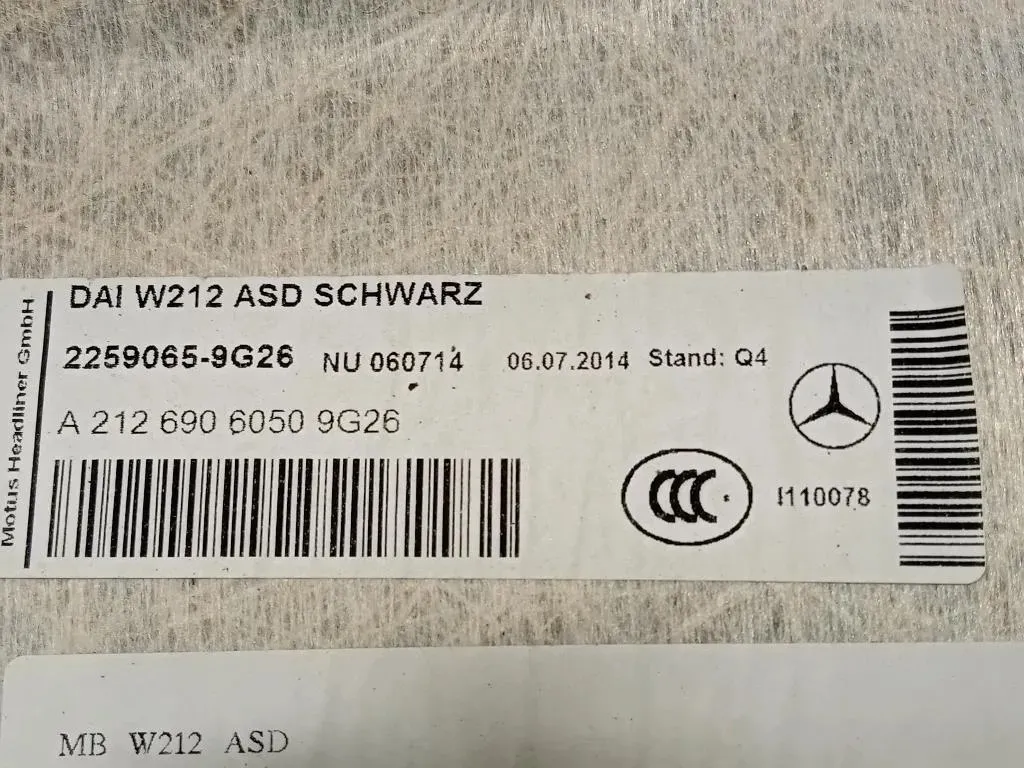 Motus Headliner GmbH
DAI W212 ASD SCHWARZ
2259065-9G26 NU 060714 06.07.2014 Stand: Q4
A 212 690 6050 9G26
CCC I110078
MB W212 ASD